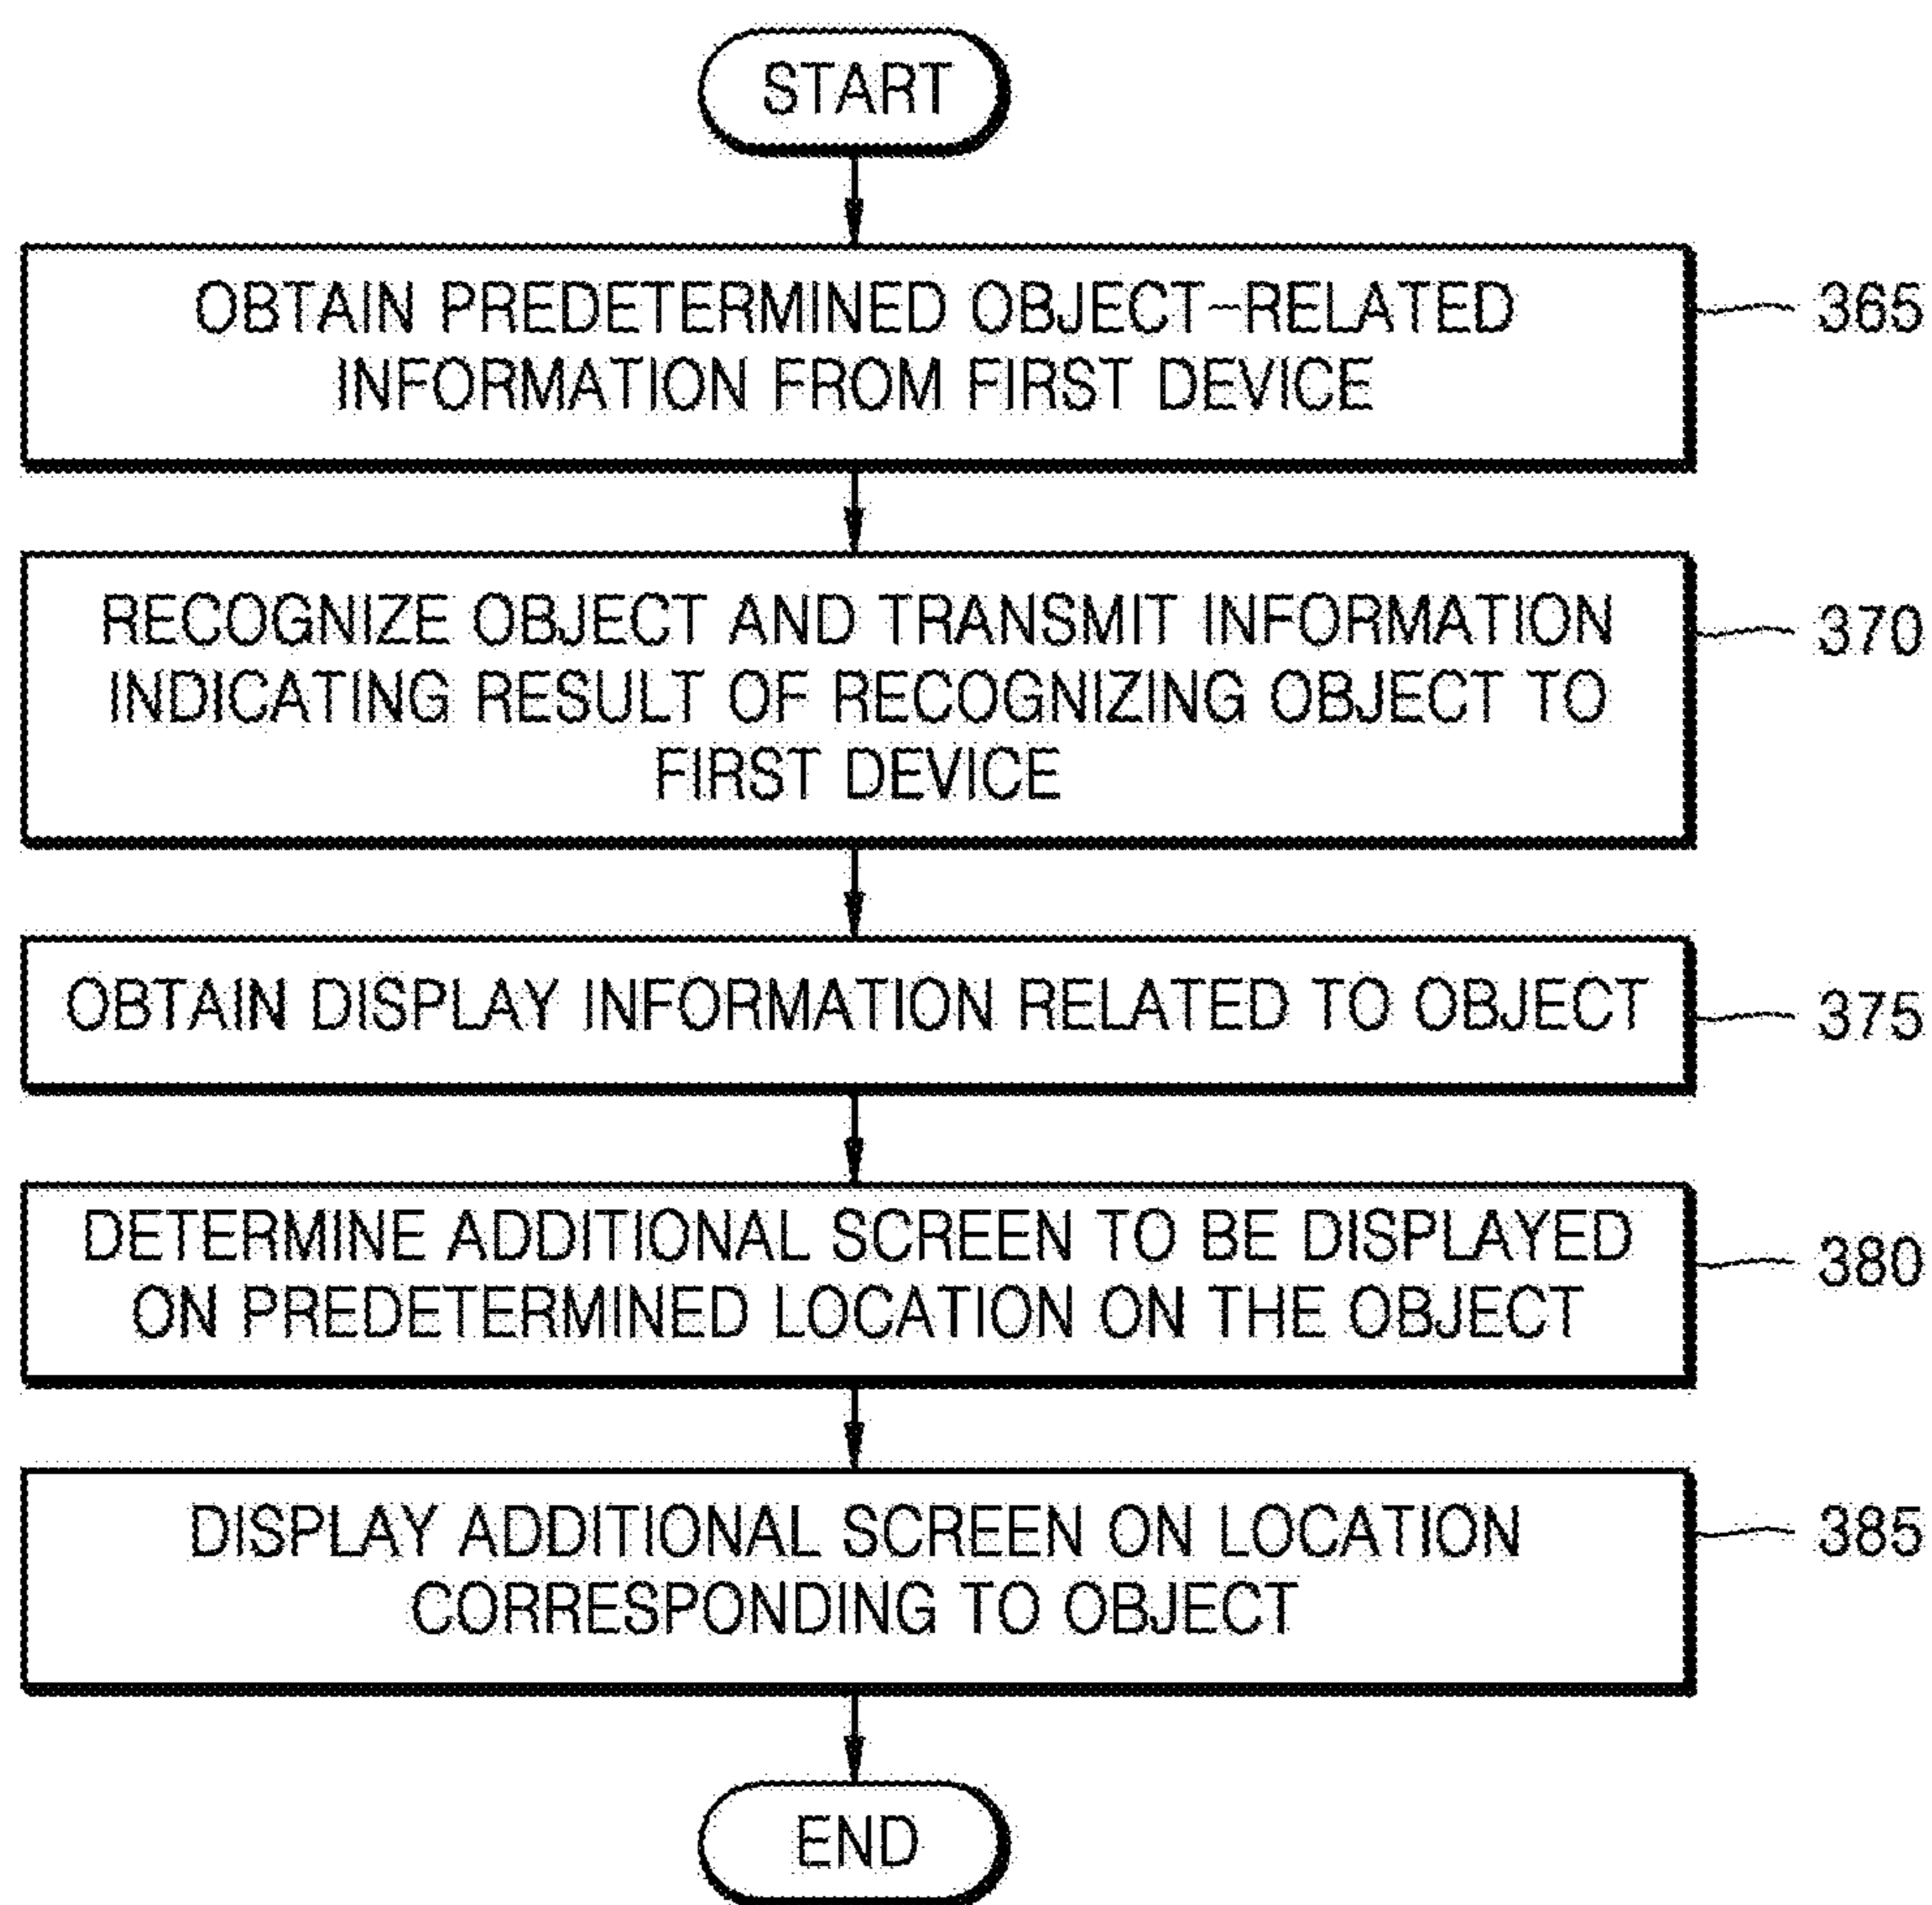 START
OBTAIN PREDETERMINED OBJECT-RELATED
INFORMATION FROM FIRST DEVICE
365
RECOGNIZE OBJECT AND TRANSMIT INFORMATION
INDICATING RESULT OF RECOGNIZING OBJECT TO
FIRST DEVICE
370
OBTAIN DISPLAY INFORMATION RELATED TO OBJECT
375
DETERMINE ADDITIONAL SCREEN TO BE DISPLAYED
ON PREDETERMINED LOCATION ON THE OBJECT
380
DISPLAY ADDITIONAL SCREEN ON LOCATION
CORRESPONDING TO OBJECT
385
END